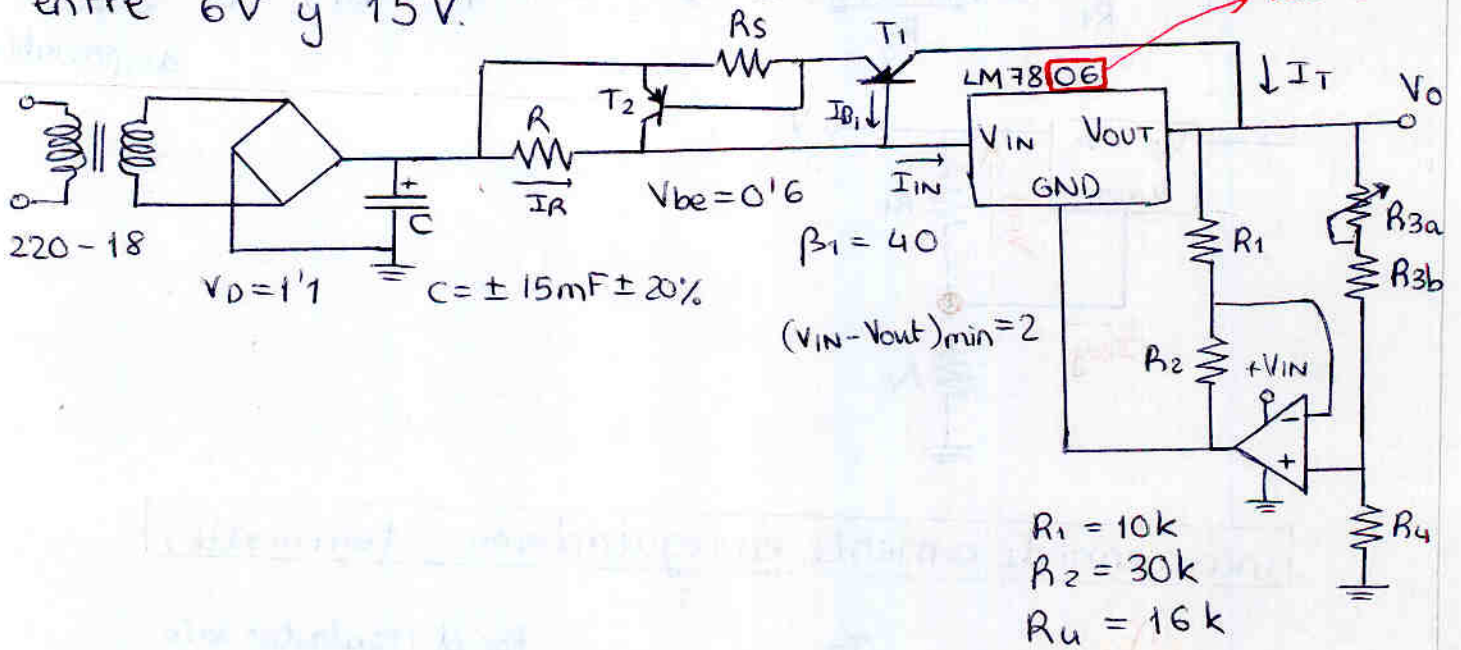 entre 6V y 15V.
Rs
T1
LM7806
IT
Vo
T2
R
IB1
VIN
VOUT
GND
IR
Vbe=0'6
IIN
R3a
R1
R3b
220-18
VD=1'1
C
C=±15mF±20%
β1=40
(VIN-Vout)min=2
R2
+VIN
-
+
R4
R1=10k
R2=30k
R4=16k